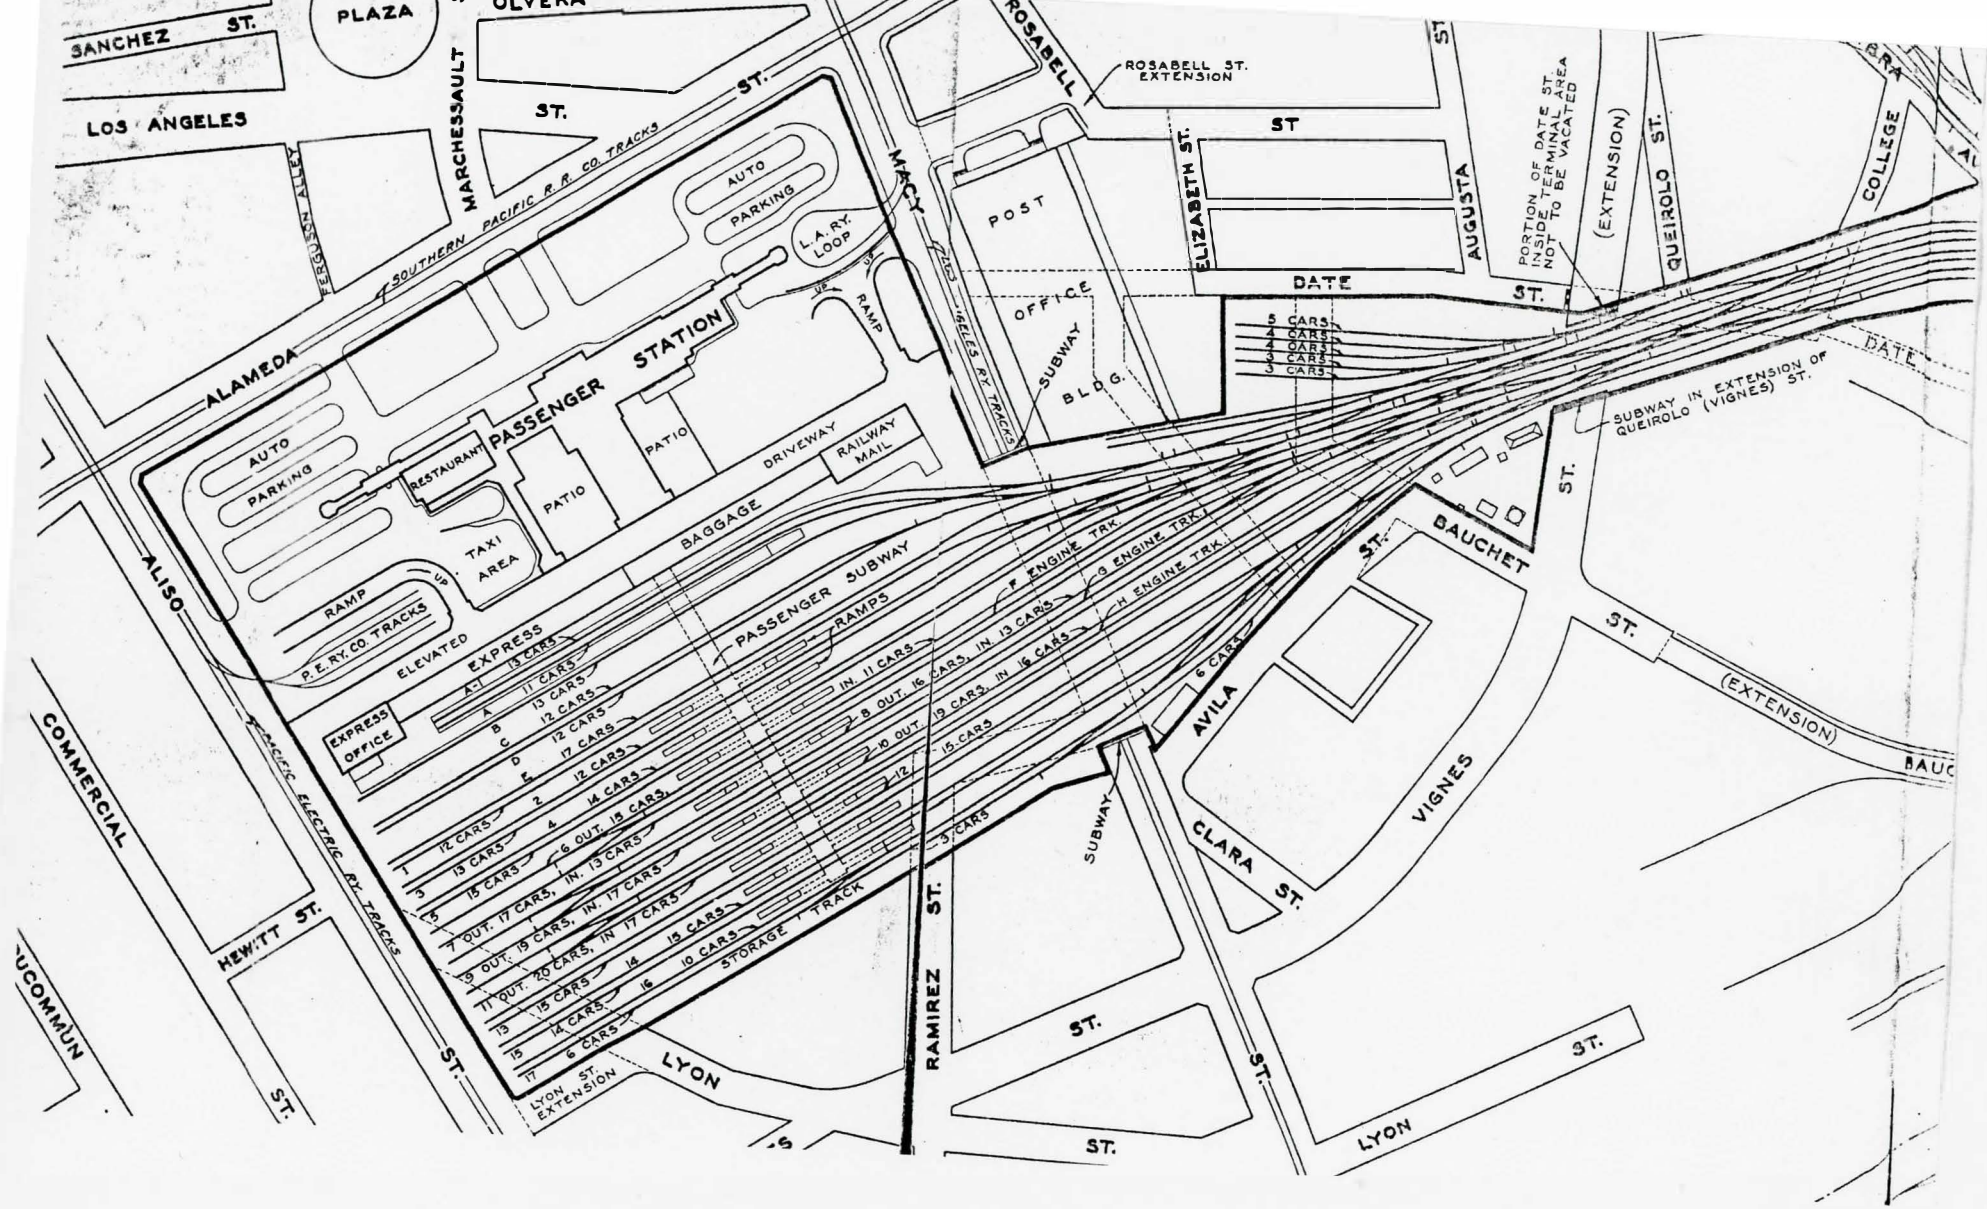 OLVERA
PLAZA
SANCHEZ ST.
MARCHESSAULT
ST.
LOS ANGELES
ST.
FERGUSON ALLEY
SOUTHERN PACIFIC R. R. CO. TRACKS
ALAMEDA
MACY
ROSABELL
ROSABELL ST.
EXTENSION
ST
ELIZABETH ST.
ST
AUGUSTA
PORTION OF DATE ST.
INSIDE TERMINAL AREA
NOT TO BE VACATED
(EXTENSION)
QUEIROLO ST.
COLLEGE
DATE
ST.
DATE
AUTO
PARKING
L.A.RY.
LOOP
UP
UP
RAMP
POST
OFFICE
BLDG.
SUBWAY
RY. TRACKS
5 CARS
4 CARS
4 CARS
3 CARS
3 CARS
SUBWAY IN EXTENSION OF
QUEIROLO (VIGNES) ST.
PASSENGER STATION
RESTAURANT
PATIO
PATIO
AUTO
PARKING
TAXI
AREA
UP
RAMP
P. E. RY. CO. TRACKS
ELEVATED
DRIVEWAY
RAILWAY
MAIL
BAGGAGE
EXPRESS
EXPRESS
OFFICE
PASSENGER SUBWAY
RAMPS
F ENGINE TRK.
G ENGINE TRK.
H ENGINE TRK.
A-1
13 CARS
A
11 CARS
B
13 CARS
C
12 CARS
D
12 CARS
E
17 CARS
1
12 CARS
2
12 CARS
3
13 CARS
4
14 CARS
5
15 CARS
6 OUT. 15 CARS,
IN. 11 CARS
7 OUT. 17 CARS, IN. 13 CARS
8 OUT. 16 CARS, IN. 13 CARS
9 OUT. 19 CARS, IN. 17 CARS
10 OUT. 19 CARS, IN 16 CARS
11 OUT. 20 CARS, IN 17 CARS
12
15 CARS
13
15 CARS
14
15 CARS
15
14 CARS
16
10 CARS
17
6 CARS
STORAGE TRACK
3 CARS
6 CARS
SUBWAY
ALISO
PACIFIC ELECTRIC RY. TRACKS
ST.
COMMERCIAL
HEWITT ST.
ST.
LYON ST.
EXTENSION
LYON
RAMIREZ ST.
AVILA
ST.
BAUCHET
ST.
ST.
(EXTENSION)
VIGNES
CLARA ST.
ST.
ST.
ST.
LYON
ST.